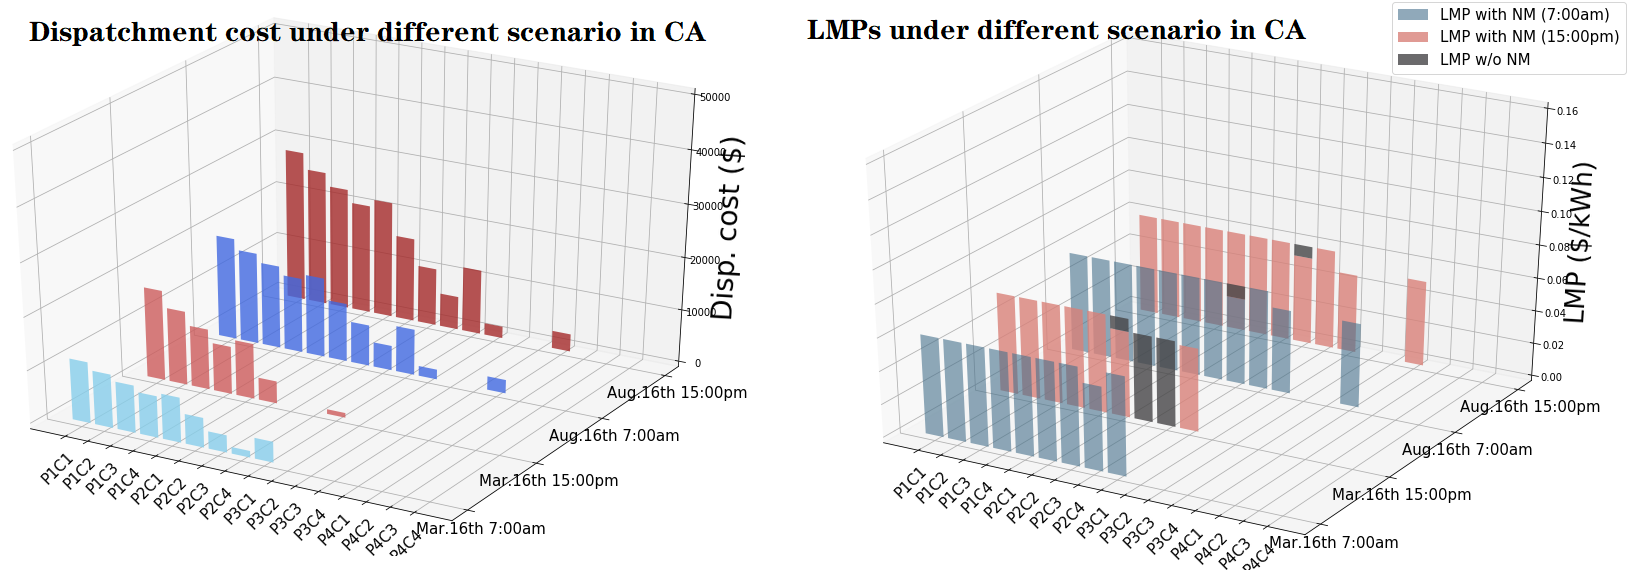 Dispatchment cost under different scenario in CA
50000
40000
30000
20000
10000
0
Disp. cost ($)
P1C1
P1C2
P1C3
P1C4
P2C1
P2C2
P2C3
P2C4
P3C1
P3C2
P3C3
P3C4
P4C1
P4C2
P4C3
P4C4
Mar.16th 7:00am
Mar.16th 15:00pm
Aug.16th 7:00am
Aug.16th 15:00pm
LMPs under different scenario in CA
LMP with NM (7:00am)
LMP with NM (15:00pm)
LMP w/o NM
0.16
0.14
0.12
0.10
0.08
0.06
0.04
0.02
0.00
LMP ($/kWh)
P1C1
P1C2
P1C3
P1C4
P2C1
P2C2
P2C3
P2C4
P3C1
P3C2
P3C3
P3C4
P4C1
P4C2
P4C3
P4C4
Mar.16th 7:00am
Mar.16th 15:00pm
Aug.16th 7:00am
Aug.16th 15:00pm